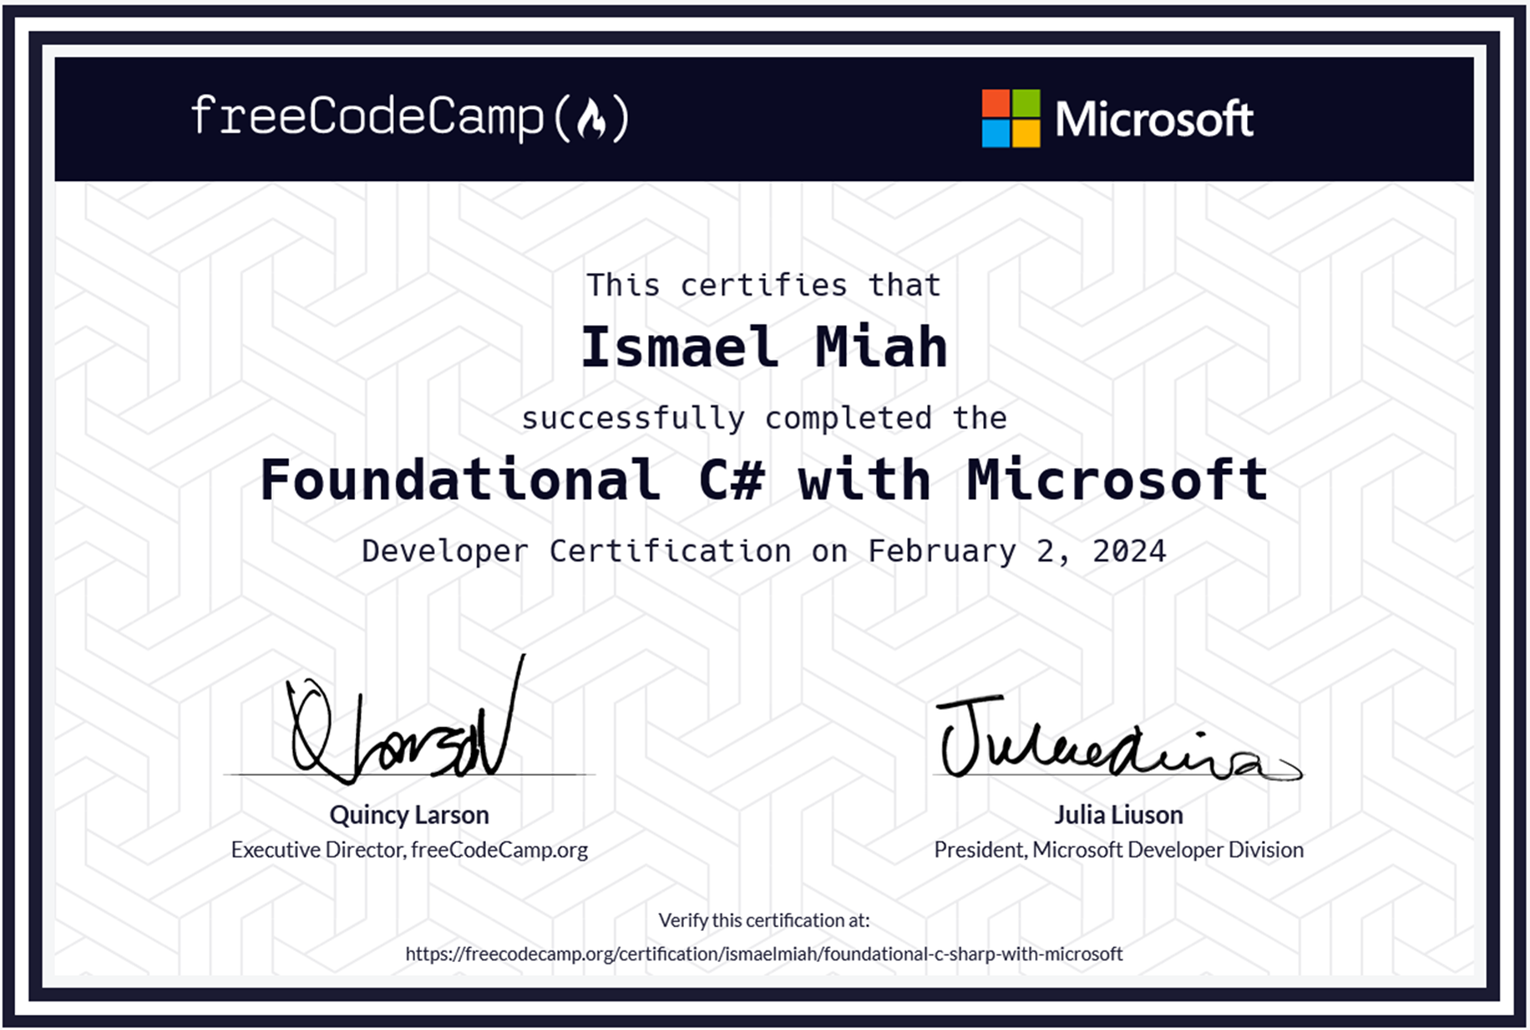 freeCodeCamp Microsoft
This certifies that
Ismael Miah
successfully completed the
Foundational C# with Microsoft
Developer Certification on February 2, 2024
Quincy Larson
Executive Director, freeCodeCamp.org
Julia Liuson
President, Microsoft Developer Division
Verify this certification at:
https://freecodecamp.org/certification/ismaelmiah/foundational-c-sharp-with-microsoft